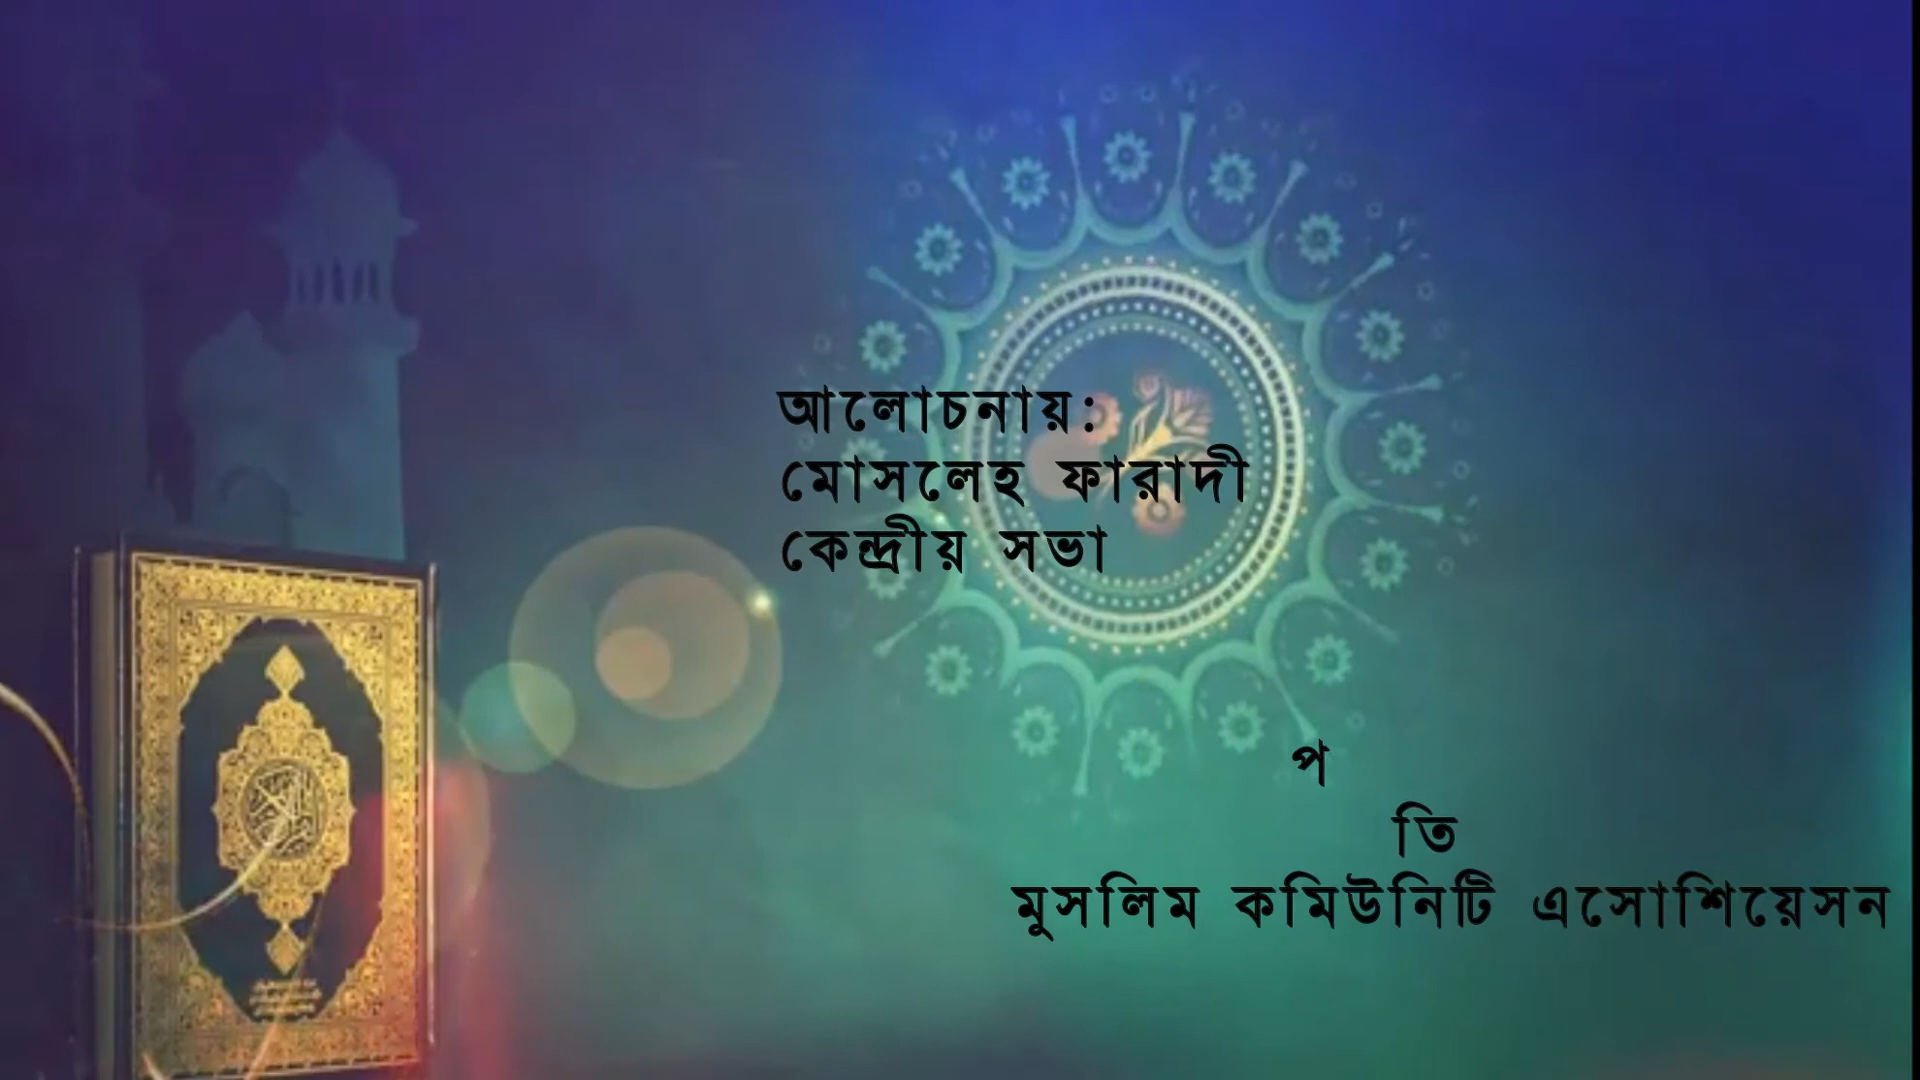 আলোচনায়:
মোসলেহ ফারাদী
কেন্দ্রীয় সভা
প
তি
মুসলিম কমিউনিটি এসোশিয়েসন